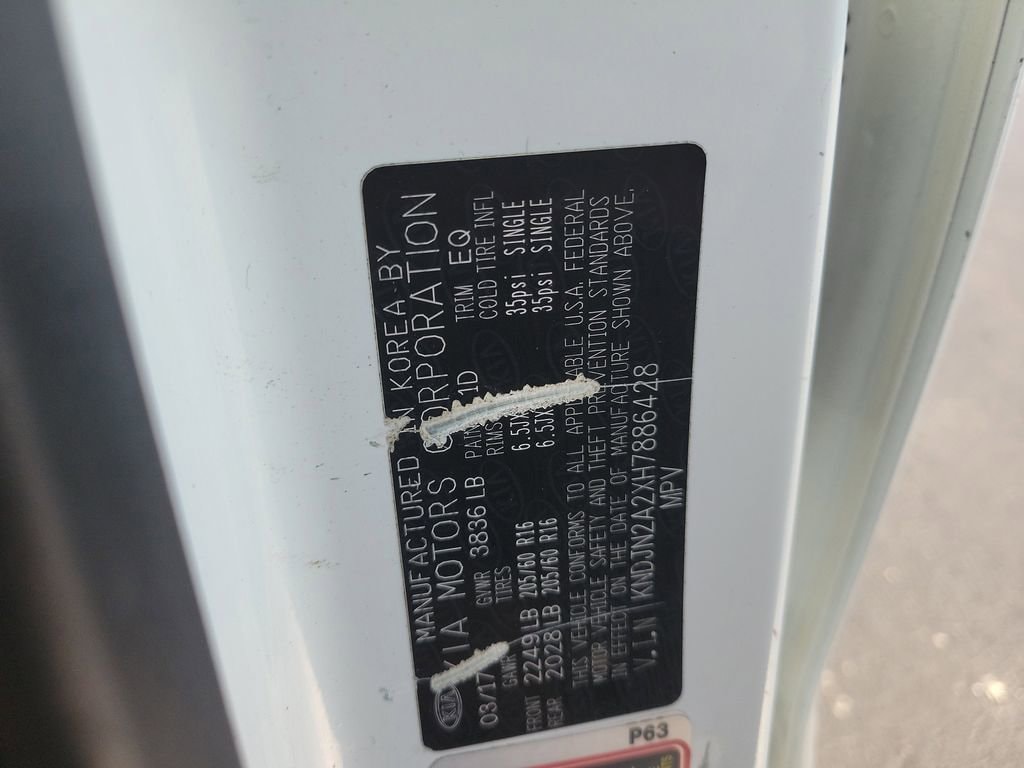 MANUFACTURED IN KOREA BY
KIA KIA MOTORS CORPORATION
03/17 GVWR 3836LB PAINT 1D TRIM EQ
GAWR TIRES RIMS COLD TIRE INFL
FRONT 2249LB 205/60 R16 35psi SINGLE
REAR 2028LB 205/60 R16 35psi SINGLE
THIS VEHICLE CONFORMS TO ALL APPLICABLE U.S.A. FEDERAL
MOTOR VEHICLE SAFETY AND THEFT PREVENTION STANDARDS
IN EFFECT ON THE DATE OF MANUFACTURE SHOWN ABOVE.
V.I.N KNDJN2A2XH7886428
MPV
P63